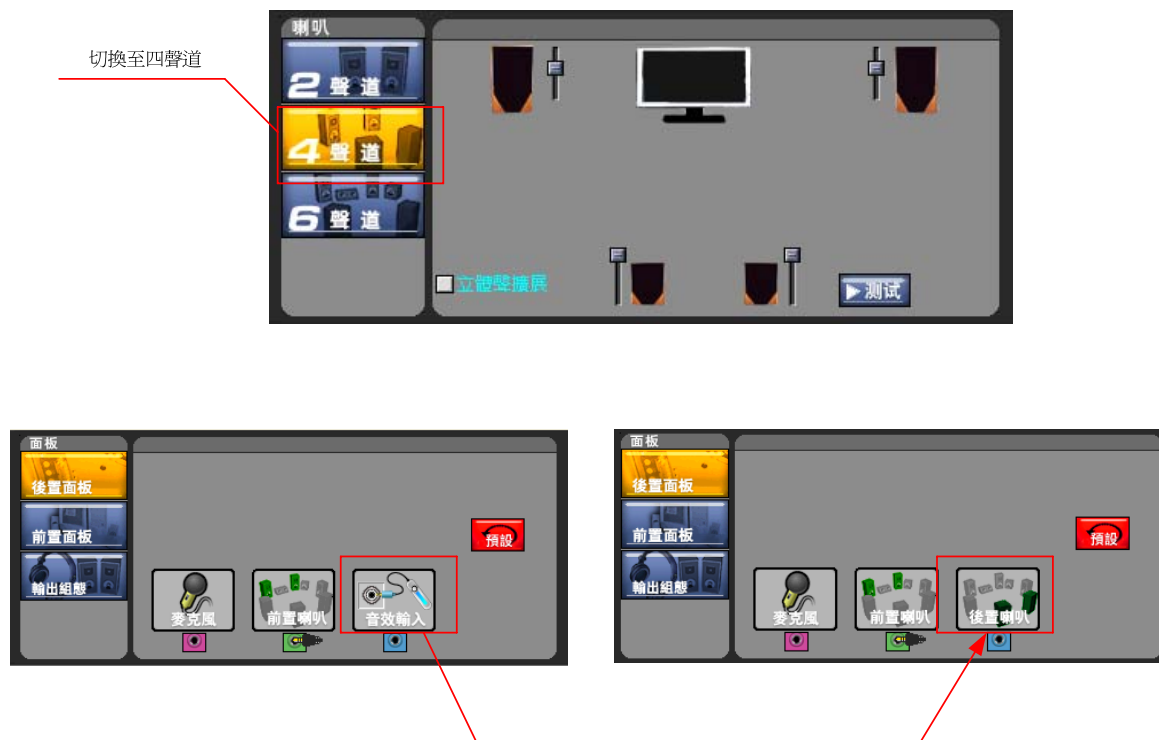 喇叭
切換至四聲道
2 聲道
4 聲道
6 聲道
立體聲擴展
测试
面板
後置面板
前置面板
輸出組態
預設
麥克風
前置喇叭
音效輸入
面板
後置面板
前置面板
輸出組態
預設
麥克風
前置喇叭
後置喇叭